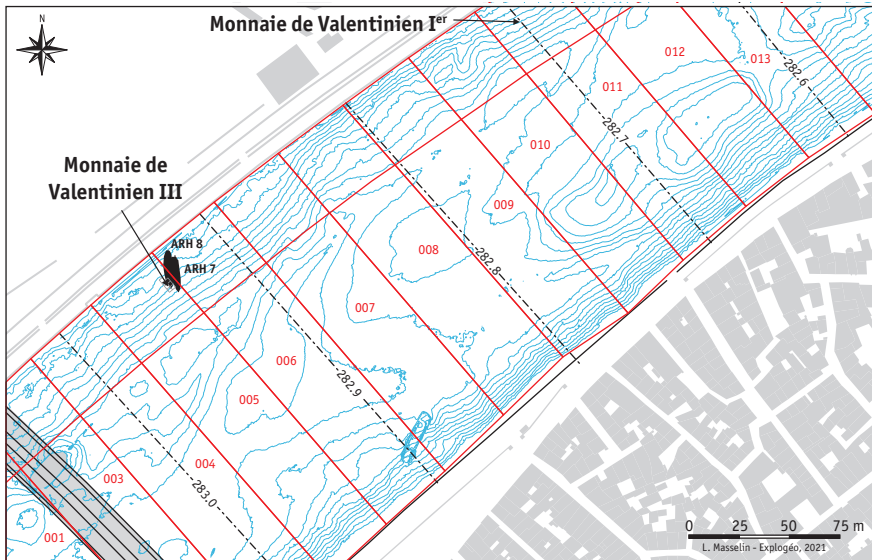 N
Monnaie de Valentinien Iᵉʳ
Monnaie de
Valentinien III
ARH 8
ARH 7
013
012
011
010
009
008
007
006
005
004
003
001
282.6
282.7
282.8
282.9
283.0
0 25 50 75 m
L. Masselin - Explogéo, 2021